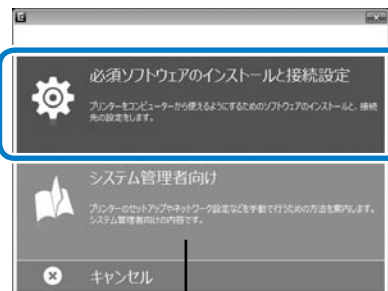 必須ソフトウェアのインストールと接続設定
プリンターをコンピューターから使えるようにするためのソフトウェアのインストールと、接続
先の設定をします。
システム管理者向け
プリンターのセットアップやネットワーク設定などを手動で行うための方法を案内します。
システム管理者向けの内容です。
キャンセル